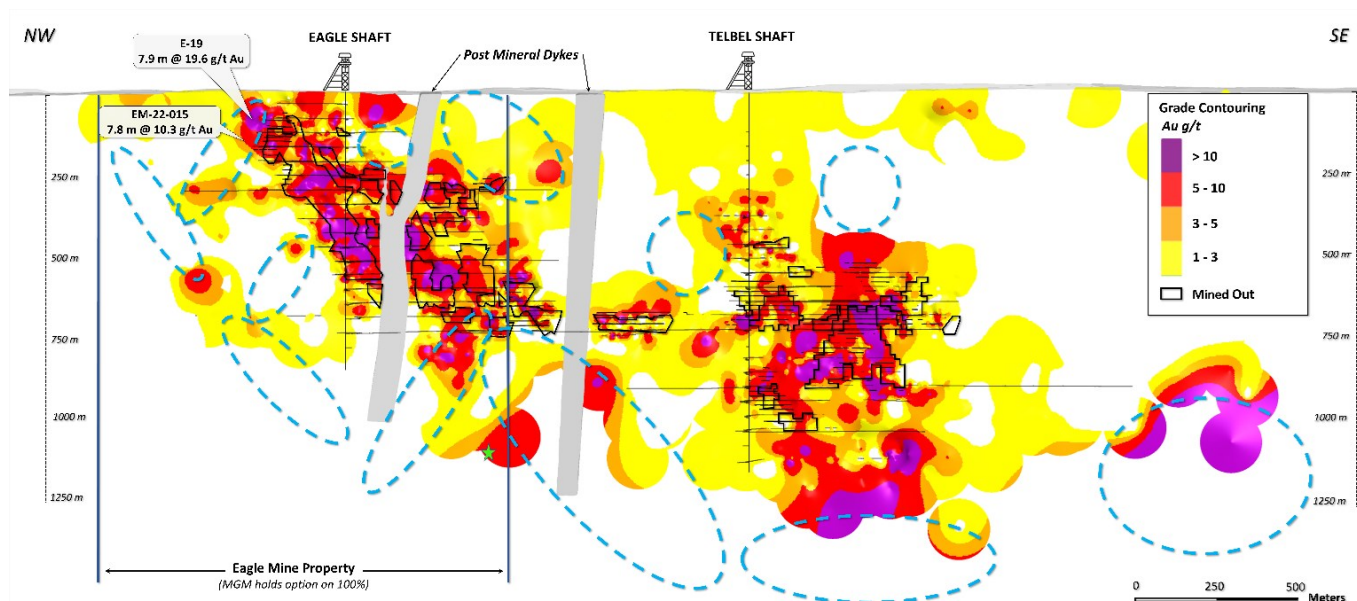 NW
SE
E-19
7.9 m @ 19.6 g/t Au
EAGLE SHAFT
Post Mineral Dykes
TELBEL SHAFT
EM-22-015
7.8 m @ 10.3 g/t Au
Grade Contouring
Au g/t
> 10
5 - 10
3 - 5
1 - 3
Mined Out
250 m
500 m
750 m
1000 m
1250 m
250 m
500 m
750 m
1000 m
1250 m
Eagle Mine Property
(MGM holds option on 100%)
0 250 500
Meters